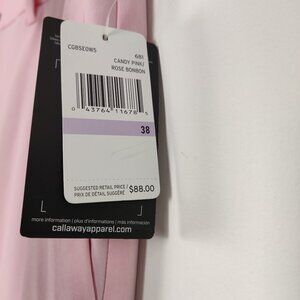 CGBSE0W5
681
CANDY PINK/
ROSE BONBON
0 43764 11678 5
38
SUGGESTED RETAIL PRICE /
PRIX DE DÉTAIL SUGGÉRÉ
$88.00
more information / plus d'informations / más información
callawayapparel.com